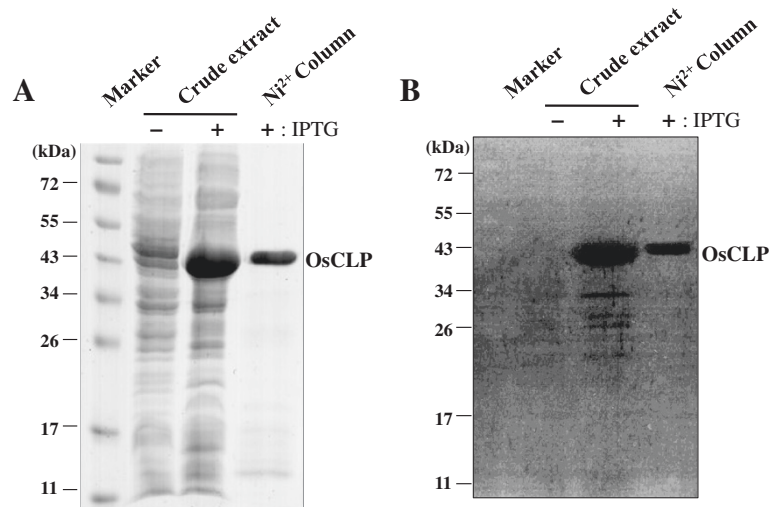 A
Marker
Crude extract
Ni²⁺ Column
– + + : IPTG
(kDa)
72
55
43
34
26
17
11
OsCLP
B
Marker
Crude extract
Ni²⁺ Column
– + + : IPTG
(kDa)
72
55
43
34
26
17
11
OsCLP